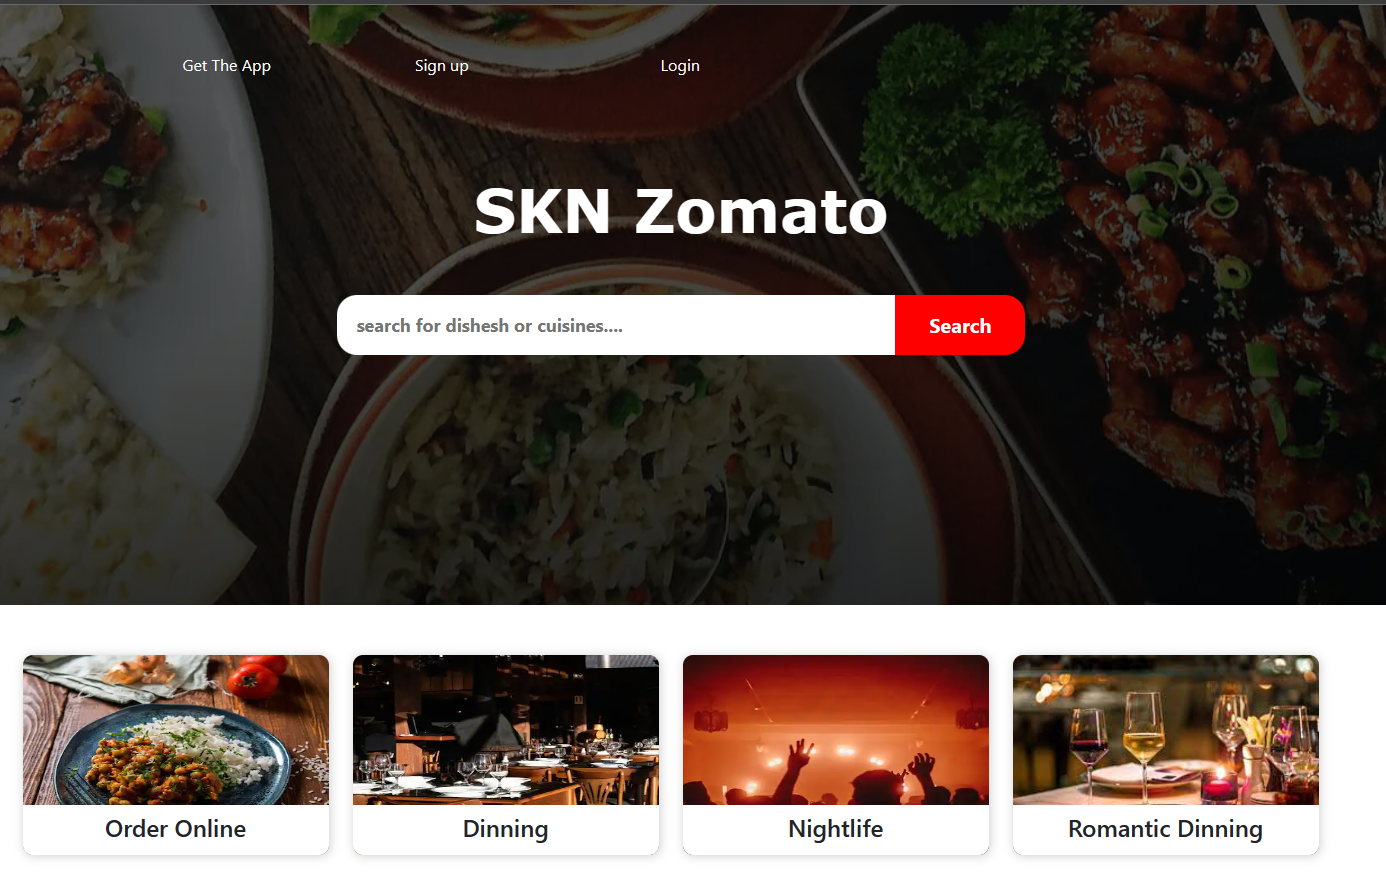 Get The App Sign up Login
SKN Zomato
search for dishesh or cuisines.... Search
Order Online Dinning Nightlife Romantic Dinning